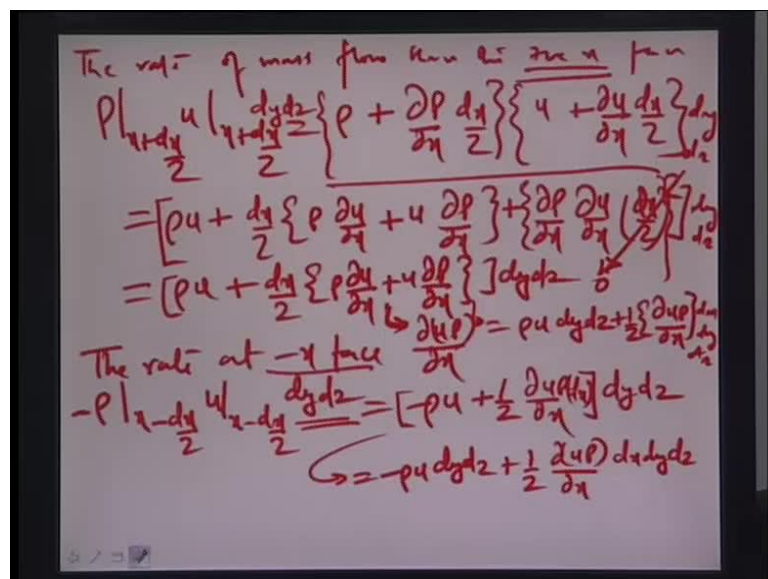 The rate of mass flow thru the +ve x face
ρ|_{x+dx/2} u|_{x+dx/2} dydz {ρ + ∂ρ/∂x dx/2}{u + ∂u/∂x dx/2} dy dz
= [ρu + dx/2 {ρ ∂u/∂x + u ∂ρ/∂x} + {∂ρ/∂x ∂u/∂x (dx/2)²}] dy dz
= [ρu + dx/2 {ρ ∂u/∂x + u ∂ρ/∂x}] dydz 0
↳ ∂(uρ)/∂x = ρu dydz + 1/2 {∂uρ/∂x} dx dy dz
The rate at -x face
-ρ|_{x-dx/2} u|_{x-dx/2} dydz = [-ρu + 1/2 ∂uρ/∂x (dx)] dydz
↳ = -ρu dydz + 1/2 ∂(uρ)/∂x dxdydz